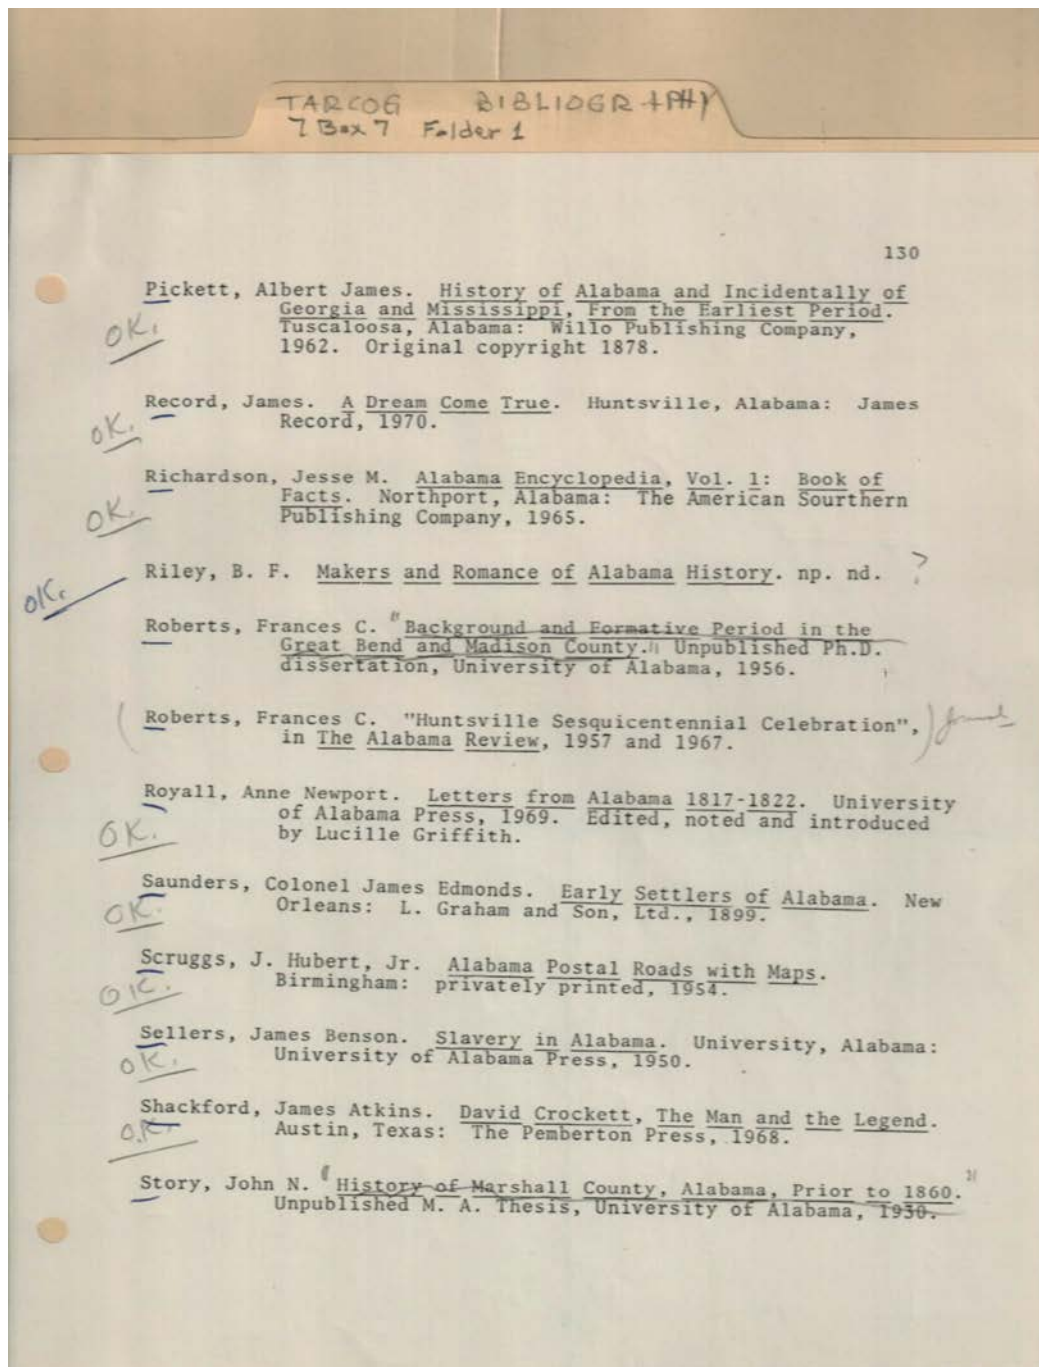 TARCOG BIBLIOGRAPHY
7 Box 7 Folder 1
130
Pickett, Albert James. History of Alabama and Incidentally of
Georgia and Mississippi, From the Earliest Period.
OK.
Tuscaloosa, Alabama: Willo Publishing Company,
1962. Original copyright 1878.
Record, James. A Dream Come True. Huntsville, Alabama: James
OK.
Record, 1970.
Richardson, Jesse M. Alabama Encyclopedia, Vol. 1: Book of
Facts. Northport, Alabama: The American Sourthern
OK.
Publishing Company, 1965.
Riley, B. F. Makers and Romance of Alabama History. np. nd. ?
OK.
Roberts, Frances C. "Background and Formative Period in the
Great Bend and Madison County." Unpublished Ph.D.
dissertation, University of Alabama, 1956.
(Roberts, Frances C. "Huntsville Sesquicentennial Celebration",)
in The Alabama Review, 1957 and 1967.
Royall, Anne Newport. Letters from Alabama 1817-1822. University
of Alabama Press, 1969. Edited, noted and introduced
OK.
by Lucille Griffith.
Saunders, Colonel James Edmonds. Early Settlers of Alabama. New
OK.
Orleans: L. Graham and Son, Ltd., 1899.
Scruggs, J. Hubert, Jr. Alabama Postal Roads with Maps.
OK.
Birmingham: privately printed, 1954.
Sellers, James Benson. Slavery in Alabama. University, Alabama:
OK.
University of Alabama Press, 1950.
Shackford, James Atkins. David Crockett, The Man and the Legend.
O.K.
Austin, Texas: The Pemberton Press, 1968.
Story, John N. "History of Marshall County, Alabama, Prior to 1860."
Unpublished M. A. Thesis, University of Alabama, 1930.